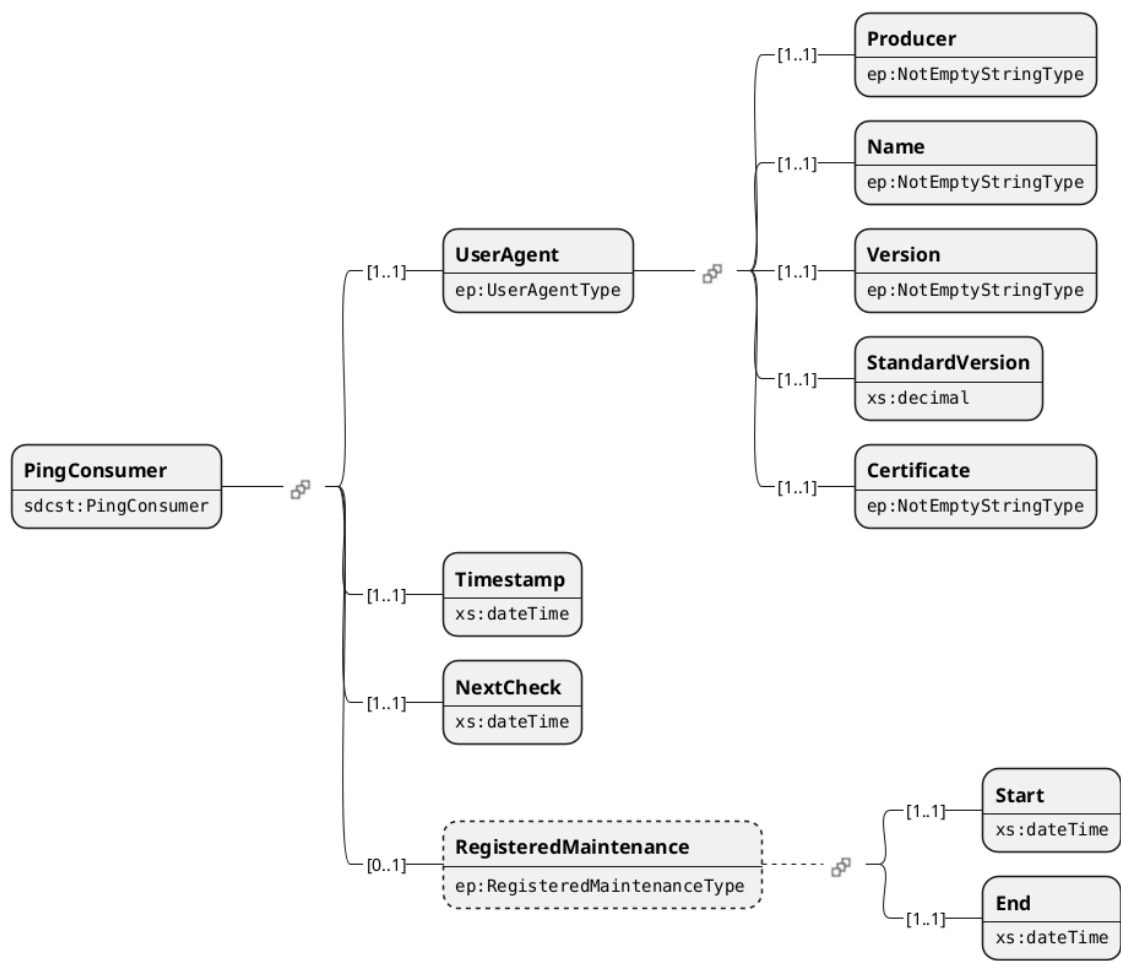 [1..1]
Producer
ep:NotEmptyStringType
[1..1]
Name
ep:NotEmptyStringType
[1..1]
UserAgent
ep:UserAgentType
[1..1]
Version
ep:NotEmptyStringType
[1..1]
StandardVersion
xs:decimal
PingConsumer
sdcst:PingConsumer
[1..1]
Certificate
ep:NotEmptyStringType
[1..1]
Timestamp
xs:dateTime
[1..1]
NextCheck
xs:dateTime
[0..1]
RegisteredMaintenance
ep:RegisteredMaintenanceType
[1..1]
Start
xs:dateTime
[1..1]
End
xs:dateTime